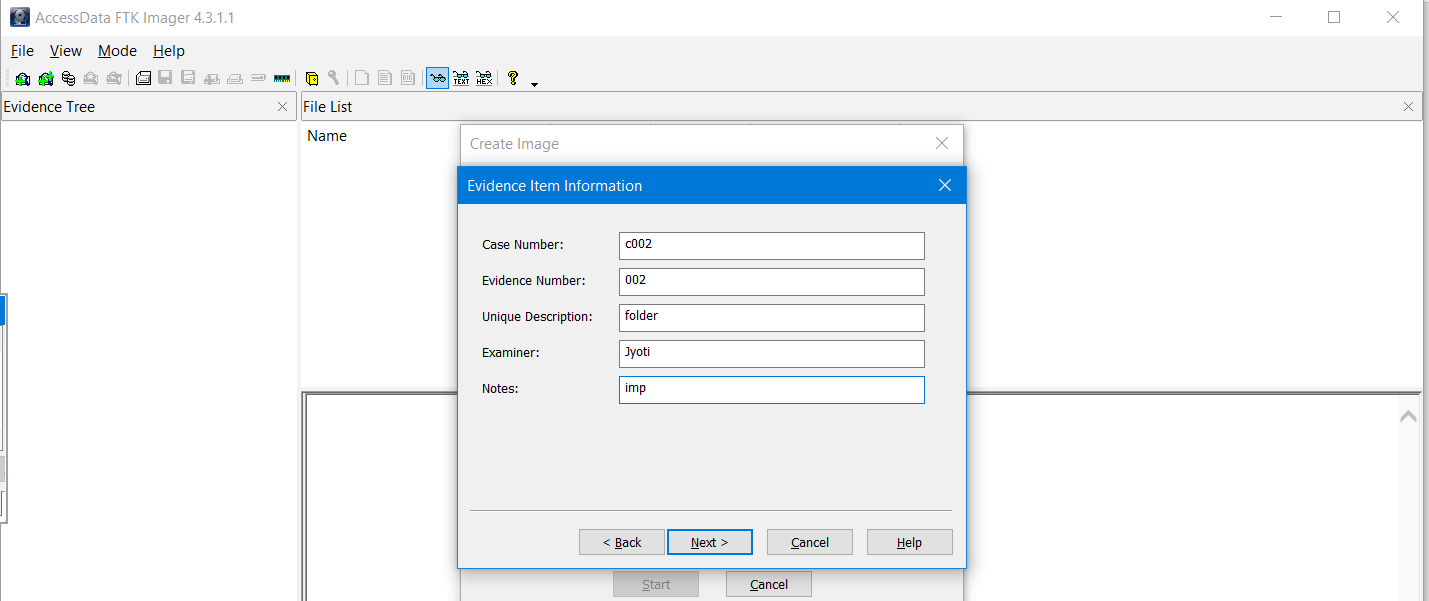 AccessData FTK Imager 4.3.1.1
File View Mode Help
TEXT HEX ?
Evidence Tree
File List
Name
Create Image
Evidence Item Information
Case Number: c002
Evidence Number: 002
Unique Description: folder
Examiner: Jyoti
Notes: imp
< Back Next > Cancel Help
Start Cancel